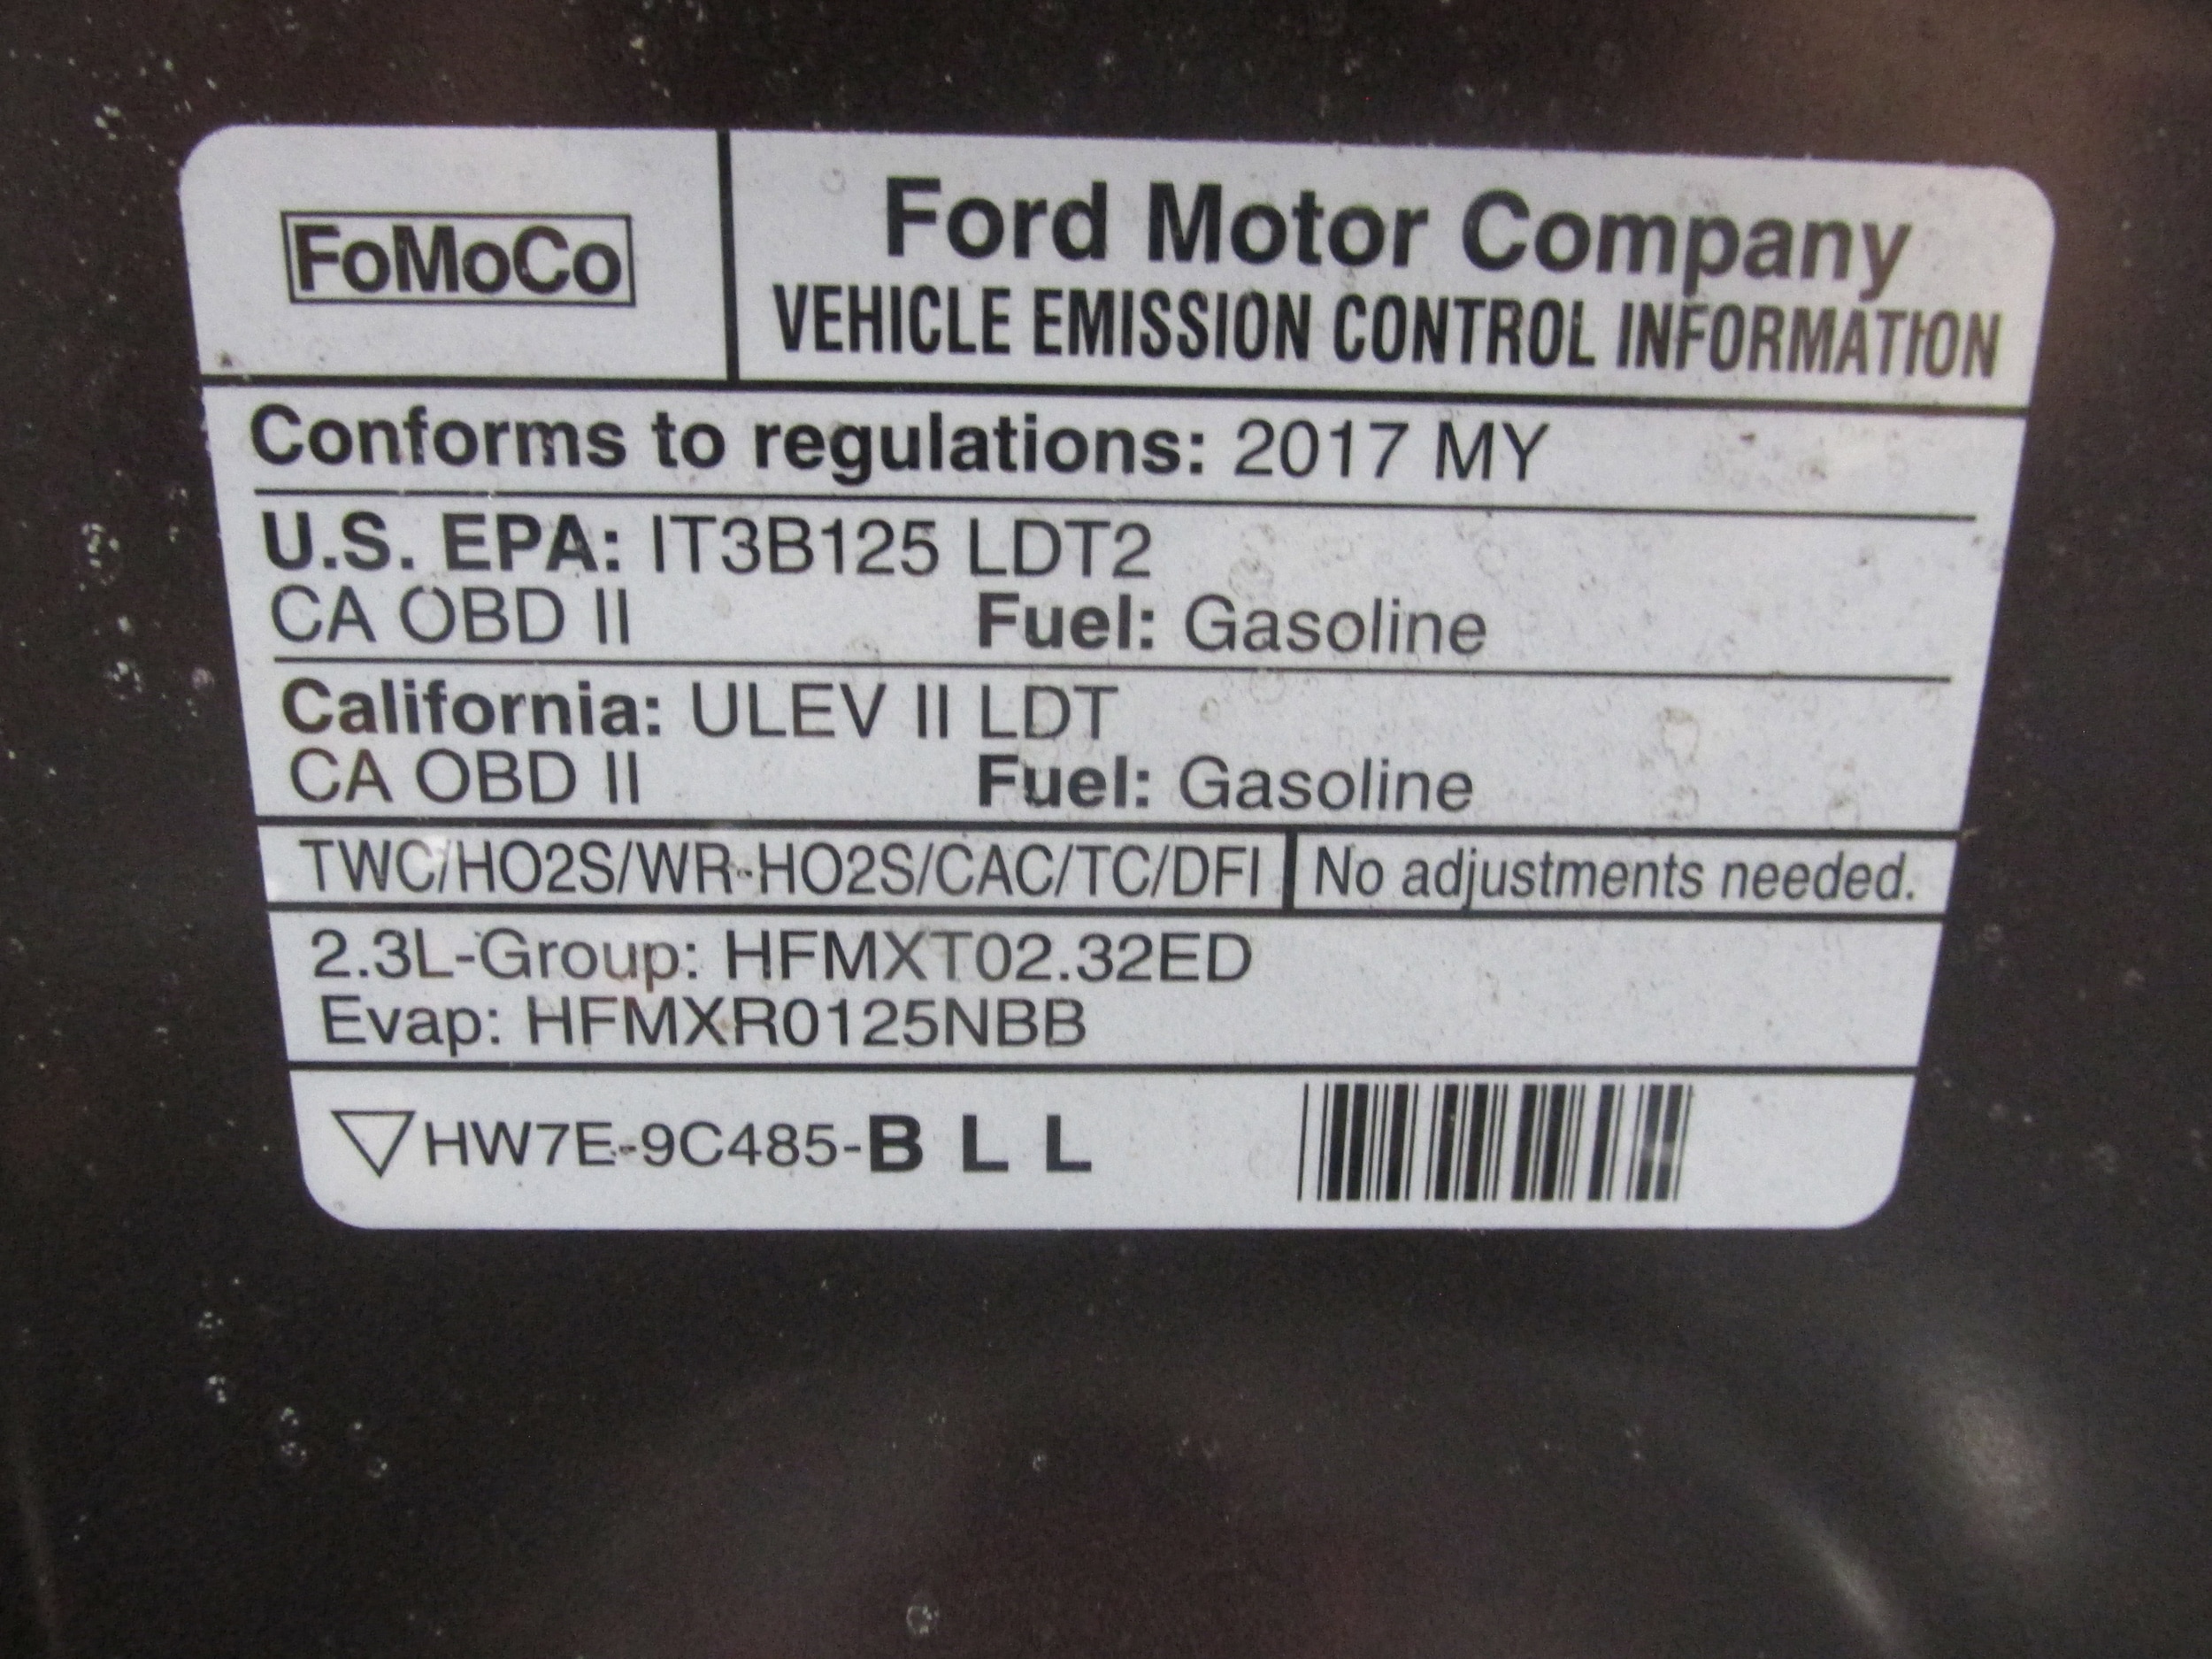 FoMoCo
Ford Motor Company
VEHICLE EMISSION CONTROL INFORMATION
Conforms to regulations: 2017 MY
U.S. EPA: IT3B125 LDT2
CA OBD II Fuel: Gasoline
California: ULEV II LDT
CA OBD II Fuel: Gasoline
TWC/HO2S/WR-HO2S/CAC/TC/DFI No adjustments needed.
2.3L-Group: HFMXT02.32ED
Evap: HFMXR0125NBB
HW7E-9C485-B L L